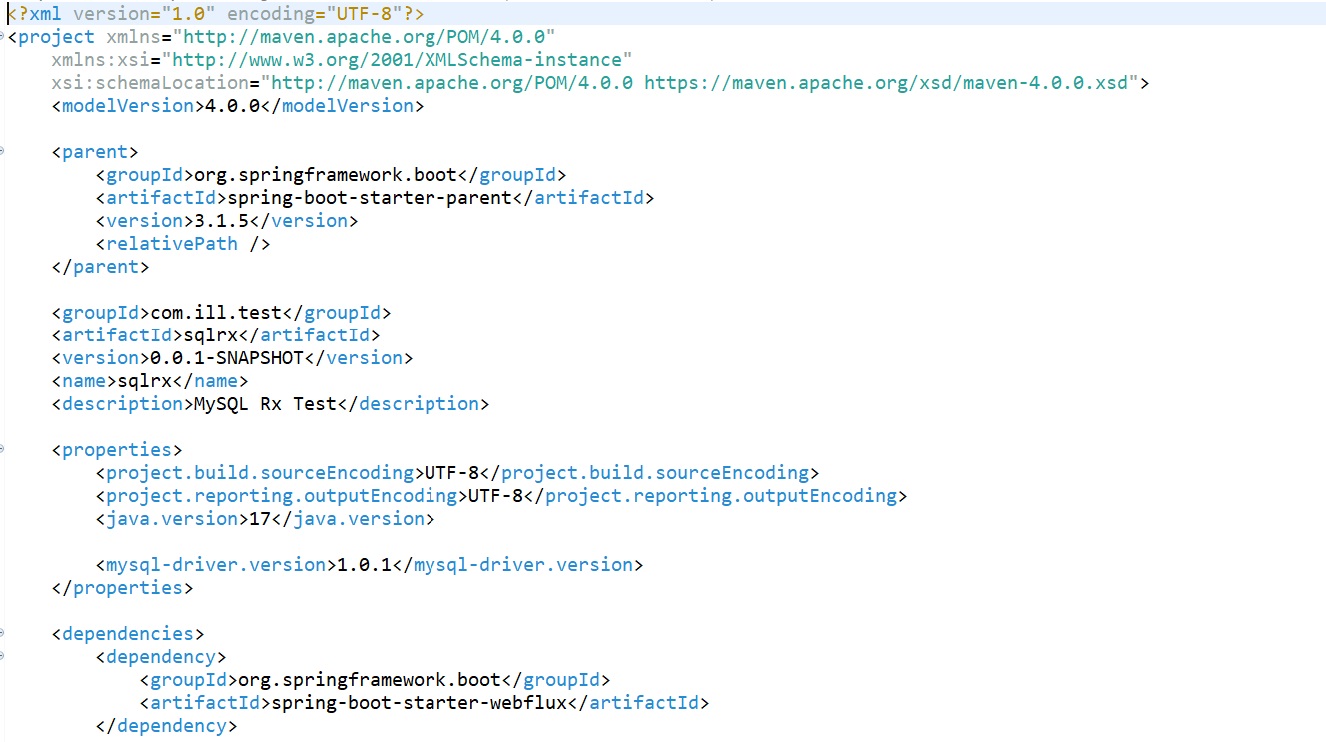 <?xml version="1.0" encoding="UTF-8"?>
<project xmlns="http://maven.apache.org/POM/4.0.0"
    xmlns:xsi="http://www.w3.org/2001/XMLSchema-instance"
    xsi:schemaLocation="http://maven.apache.org/POM/4.0.0 https://maven.apache.org/xsd/maven-4.0.0.xsd">
    <modelVersion>4.0.0</modelVersion>

    <parent>
        <groupId>org.springframework.boot</groupId>
        <artifactId>spring-boot-starter-parent</artifactId>
        <version>3.1.5</version>
        <relativePath />
    </parent>

    <groupId>com.ill.test</groupId>
    <artifactId>sqlrx</artifactId>
    <version>0.0.1-SNAPSHOT</version>
    <name>sqlrx</name>
    <description>MySQL Rx Test</description>

    <properties>
        <project.build.sourceEncoding>UTF-8</project.build.sourceEncoding>
        <project.reporting.outputEncoding>UTF-8</project.reporting.outputEncoding>
        <java.version>17</java.version>

        <mysql-driver.version>1.0.1</mysql-driver.version>
    </properties>

    <dependencies>
        <dependency>
            <groupId>org.springframework.boot</groupId>
            <artifactId>spring-boot-starter-webflux</artifactId>
        </dependency>